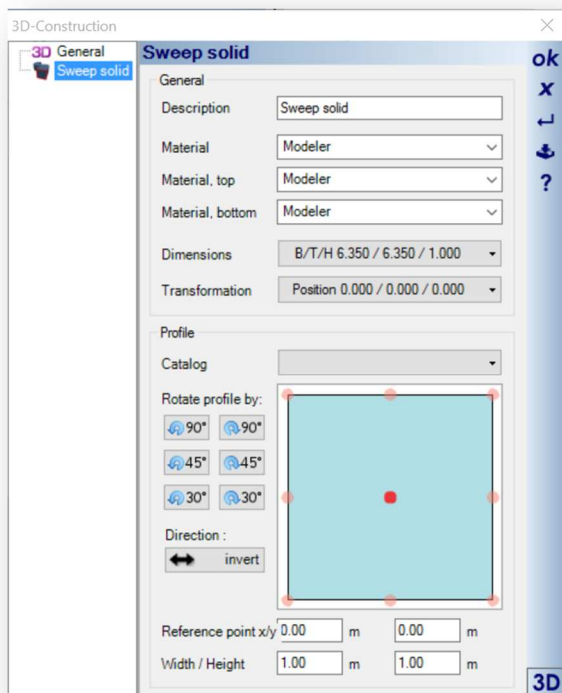 3D-Construction
3D General
Sweep solid
Sweep solid
ok
x
?
General
Description Sweep solid
Material Modeler
Material, top Modeler
Material, bottom Modeler
Dimensions B/T/H 6.350 / 6.350 / 1.000
Transformation Position 0.000 / 0.000 / 0.000
Profile
Catalog
Rotate profile by:
90° 90°
45° 45°
30° 30°
Direction :
invert
Reference point x/y 0.00 m 0.00 m
Width / Height 1.00 m 1.00 m
3D